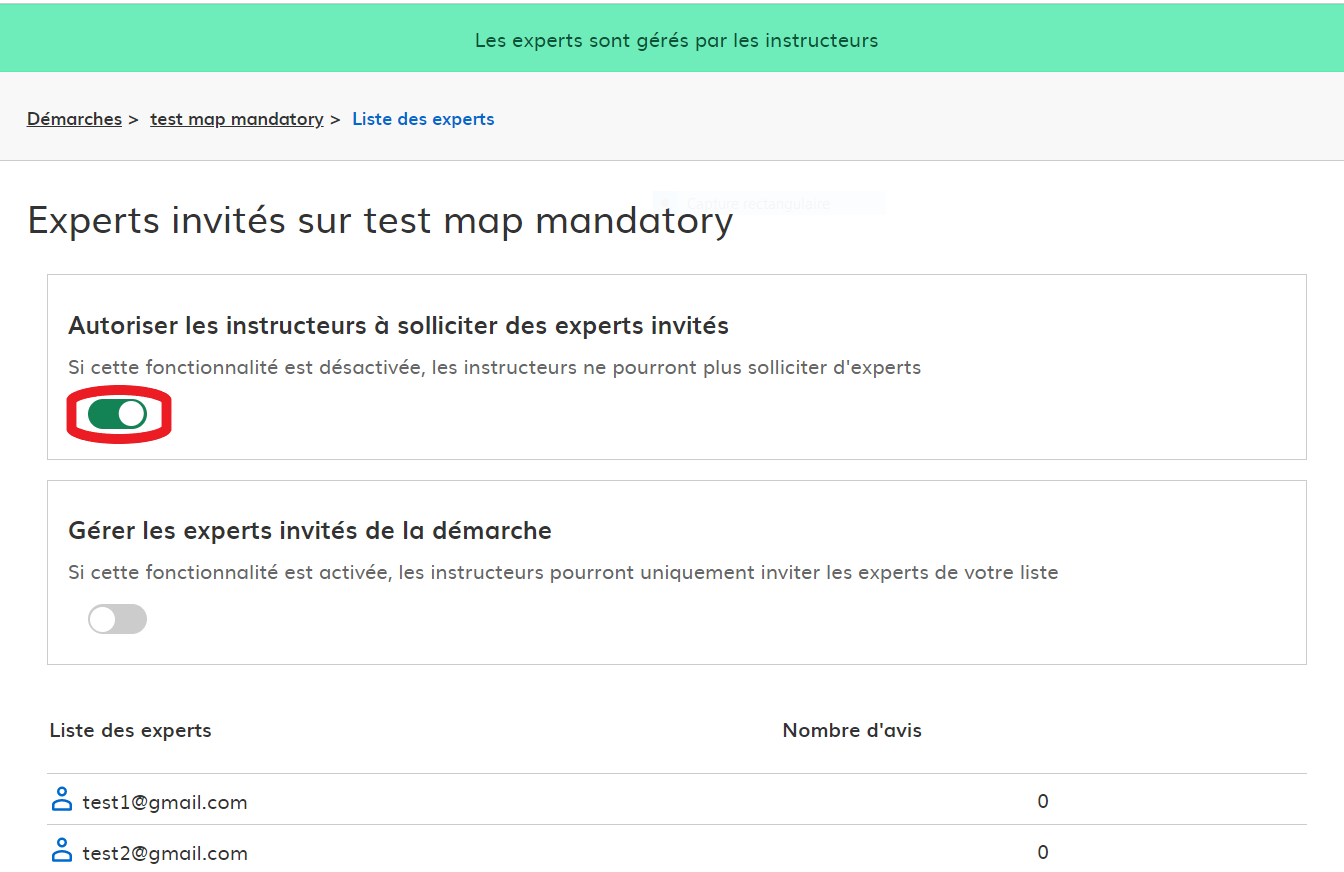 Les experts sont gérés par les instructeurs
Démarches > test map mandatory > Liste des experts
Capture rectangulaire
Experts invités sur test map mandatory
Autoriser les instructeurs à solliciter des experts invités
Si cette fonctionnalité est désactivée, les instructeurs ne pourront plus solliciter d'experts
Gérer les experts invités de la démarche
Si cette fonctionnalité est activée, les instructeurs pourront uniquement inviter les experts de votre liste
Liste des experts Nombre d'avis
test1@gmail.com 0
test2@gmail.com 0